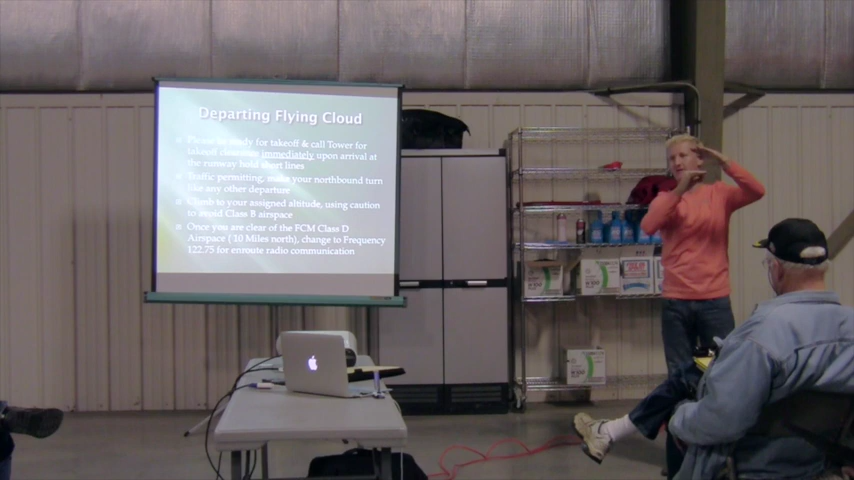 Departing Flying Cloud
Please be ready for takeoff & call Tower for
takeoff clearance immediately upon arrival at
the runway hold short lines
Traffic permitting, make your northbound turn
like any other departure
Climb to your assigned altitude, using caution
to avoid Class B airspace
Once you are clear of the FCM Class D
Airspace (~10 Miles north), change to Frequency
122.75 for enroute radio communication